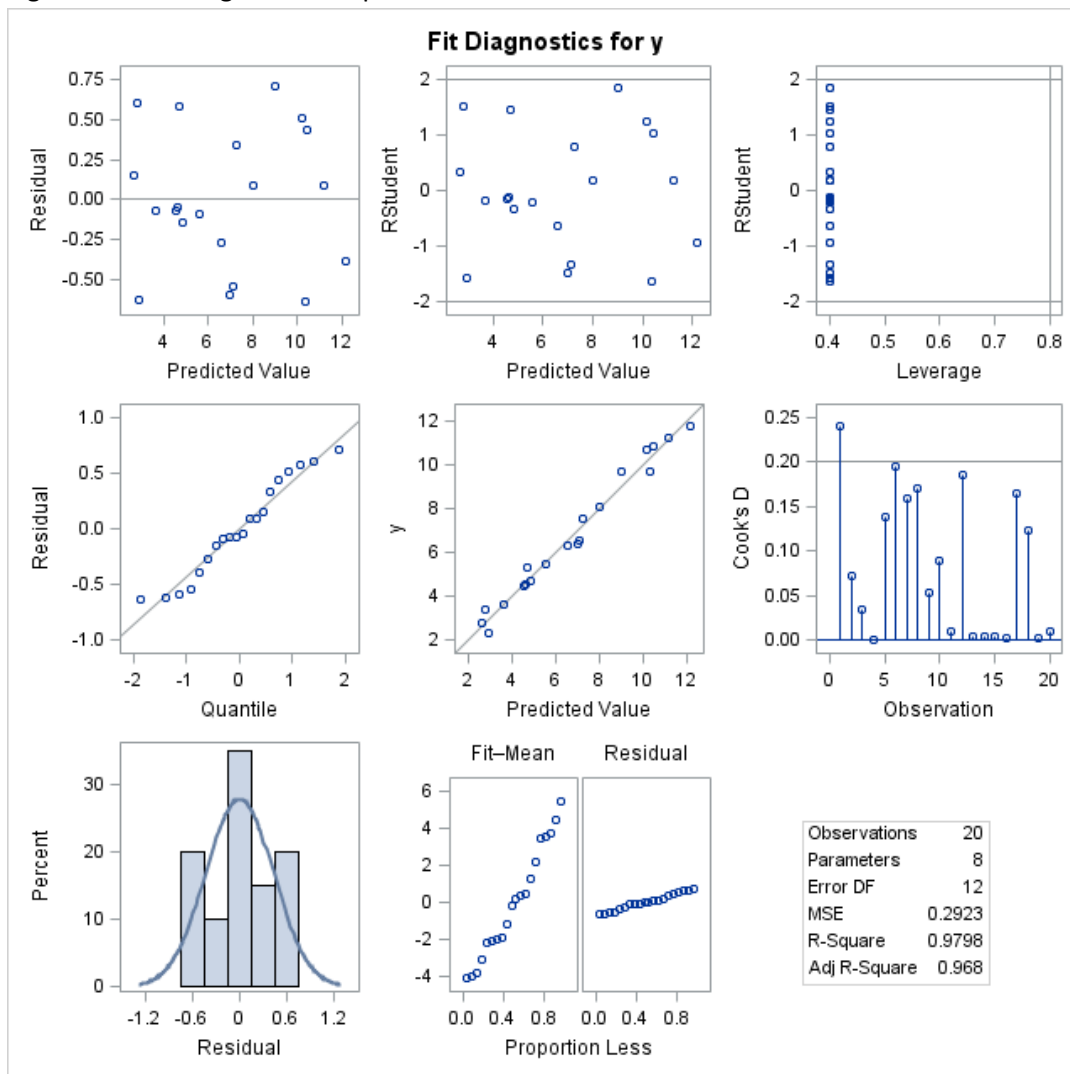 Fit Diagnostics for y
Residual
0.75
0.50
0.25
0.00
-0.25
-0.50
4 6 8 10 12
Predicted Value
RStudent
2
1
0
-1
-2
4 6 8 10 12
Predicted Value
RStudent
2
1
0
-1
-2
0.4 0.5 0.6 0.7 0.8
Leverage
Residual
1.0
0.5
0.0
-0.5
-1.0
-2 -1 0 1 2
Quantile
y
12
10
8
6
4
2
2 4 6 8 10 12
Predicted Value
Cook's D
0.25
0.20
0.15
0.10
0.05
0.00
0 5 10 15 20
Observation
Percent
30
20
10
0
-1.2 -0.6 0 0.6 1.2
Residual
Fit–Mean Residual
6
4
2
0
-2
-4
0.0 0.4 0.8 0.0 0.4 0.8
Proportion Less
Observations 20
Parameters 8
Error DF 12
MSE 0.2923
R-Square 0.9798
Adj R-Square 0.968